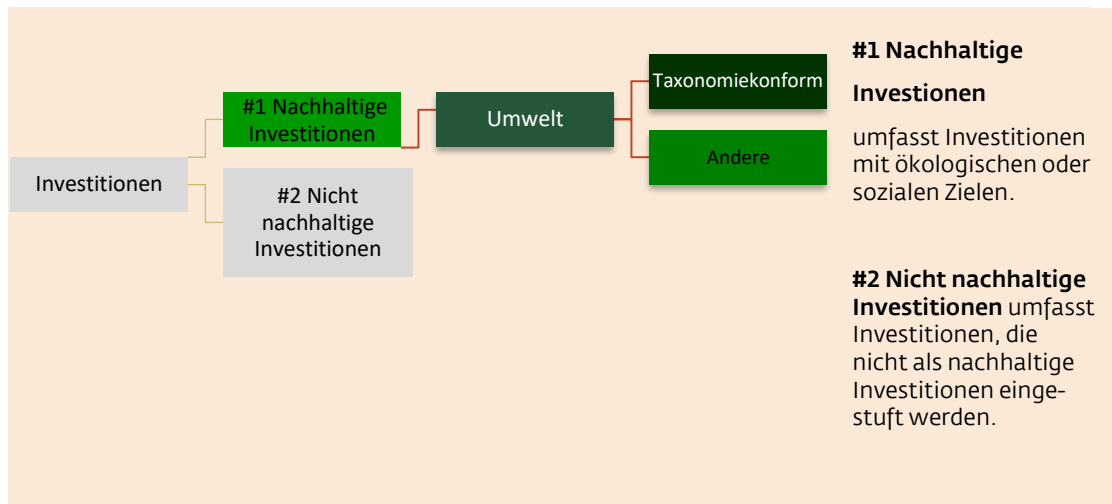 Investitionen
#1 Nachhaltige
Investitionen
#2 Nicht
nachhaltige
Investitionen
Umwelt
Taxonomiekonform
Andere
#1 Nachhaltige
Investionen
umfasst Investitionen
mit ökologischen oder
sozialen Zielen.
#2 Nicht nachhaltige
Investitionen umfasst
Investitionen, die
nicht als nachhaltige
Investitionen einge-
stuft werden.